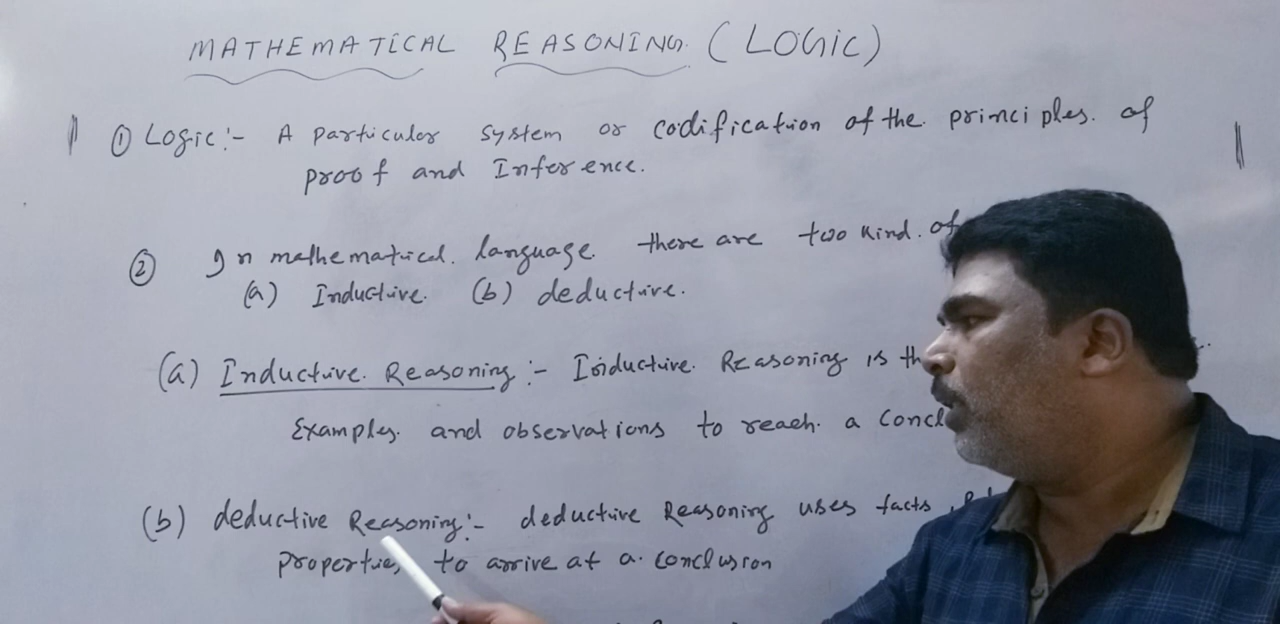 MATHEMATICAL REASONING (LOGIC)
① Logic:- A particular system or codification of the principles of
proof and Inference.
② In mathematical language there are two kind of
(a) Inductive. (b) deductive.
(a) Inductive Reasoning:- Inductive Reasoning is
Examples and observations to reach a
(b) deductive Reasoning:- deductive Reasoning uses facts,
properties to arrive at a conclusion